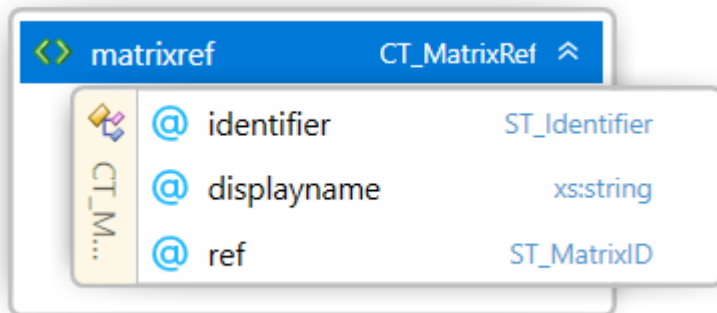 matrixref CT_MatrixRef
@ identifier ST_Identifier
@ displayname xs:string
@ ref ST_MatrixID
CT_M...